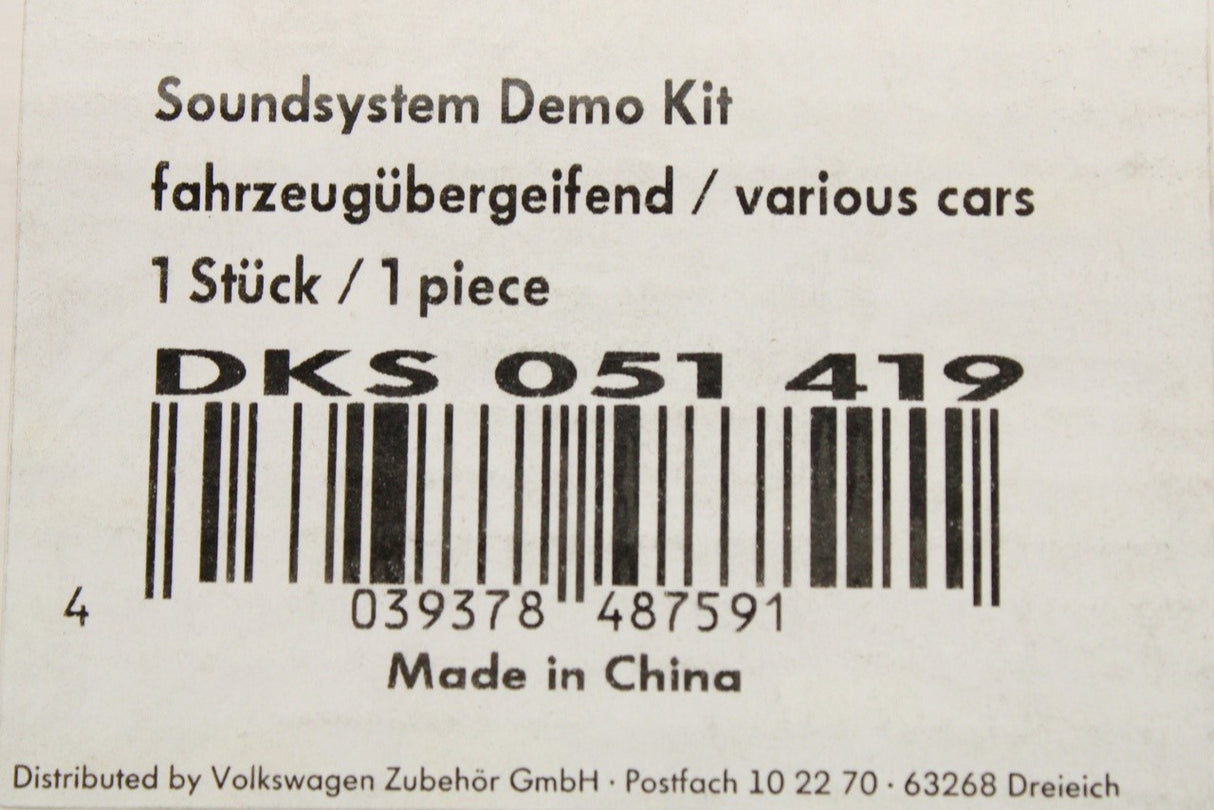 Soundsystem Demo Kit
fahrzeugübergeifend / various cars
1 Stück / 1 piece
DKS 051 419
4 039378 487591
Made in China
Distributed by Volkswagen Zubehör GmbH · Postfach 10 22 70 · 63268 Dreieich